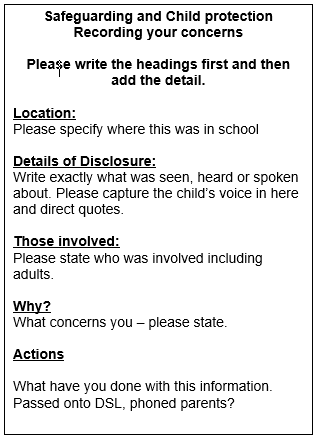 Safeguarding and Child protection
Recording your concerns
Please write the headings first and then
add the detail.
Location:
Please specify where this was in school
Details of Disclosure:
Write exactly what was seen, heard or spoken
about. Please capture the child’s voice in here
and direct quotes.
Those involved:
Please state who was involved including
adults.
Why?
What concerns you – please state.
Actions
What have you done with this information.
Passed onto DSL, phoned parents?